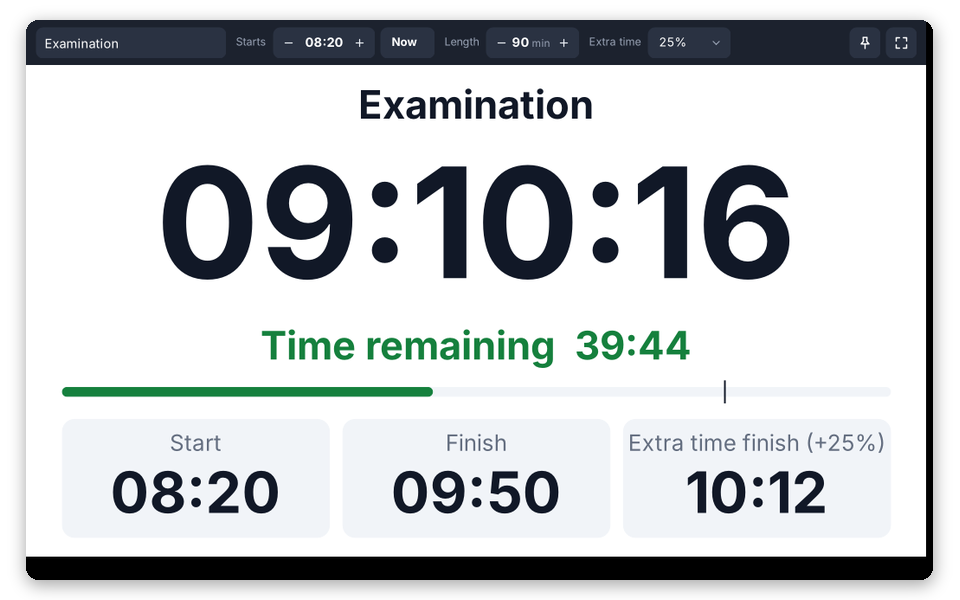 Examination Starts − 08:20 + Now Length − 90 min + Extra time 25%
Examination
09:10:16
Time remaining 39:44
Start Finish Extra time finish (+25%)
08:20 09:50 10:12